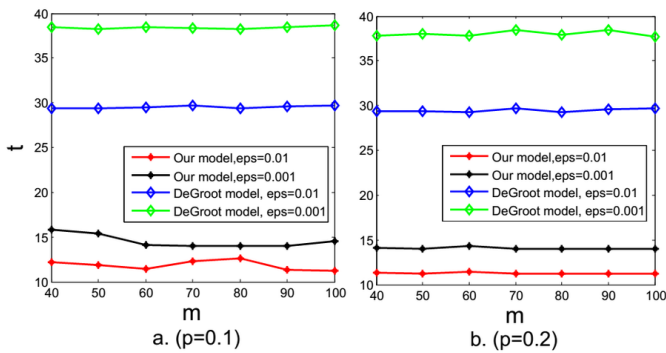 40
35
30
25
20
15
10
t
Our model,eps=0.01
Our model,eps=0.001
DeGroot model, eps=0.01
DeGroot model, eps=0.001
40 50 60 70 80 90 100
m
a. (p=0.1)
40
35
30
25
20
15
10
Our model,eps=0.01
Our model,eps=0.001
DeGroot model, eps=0.01
DeGroot model, eps=0.001
40 50 60 70 80 90 100
m
b. (p=0.2)